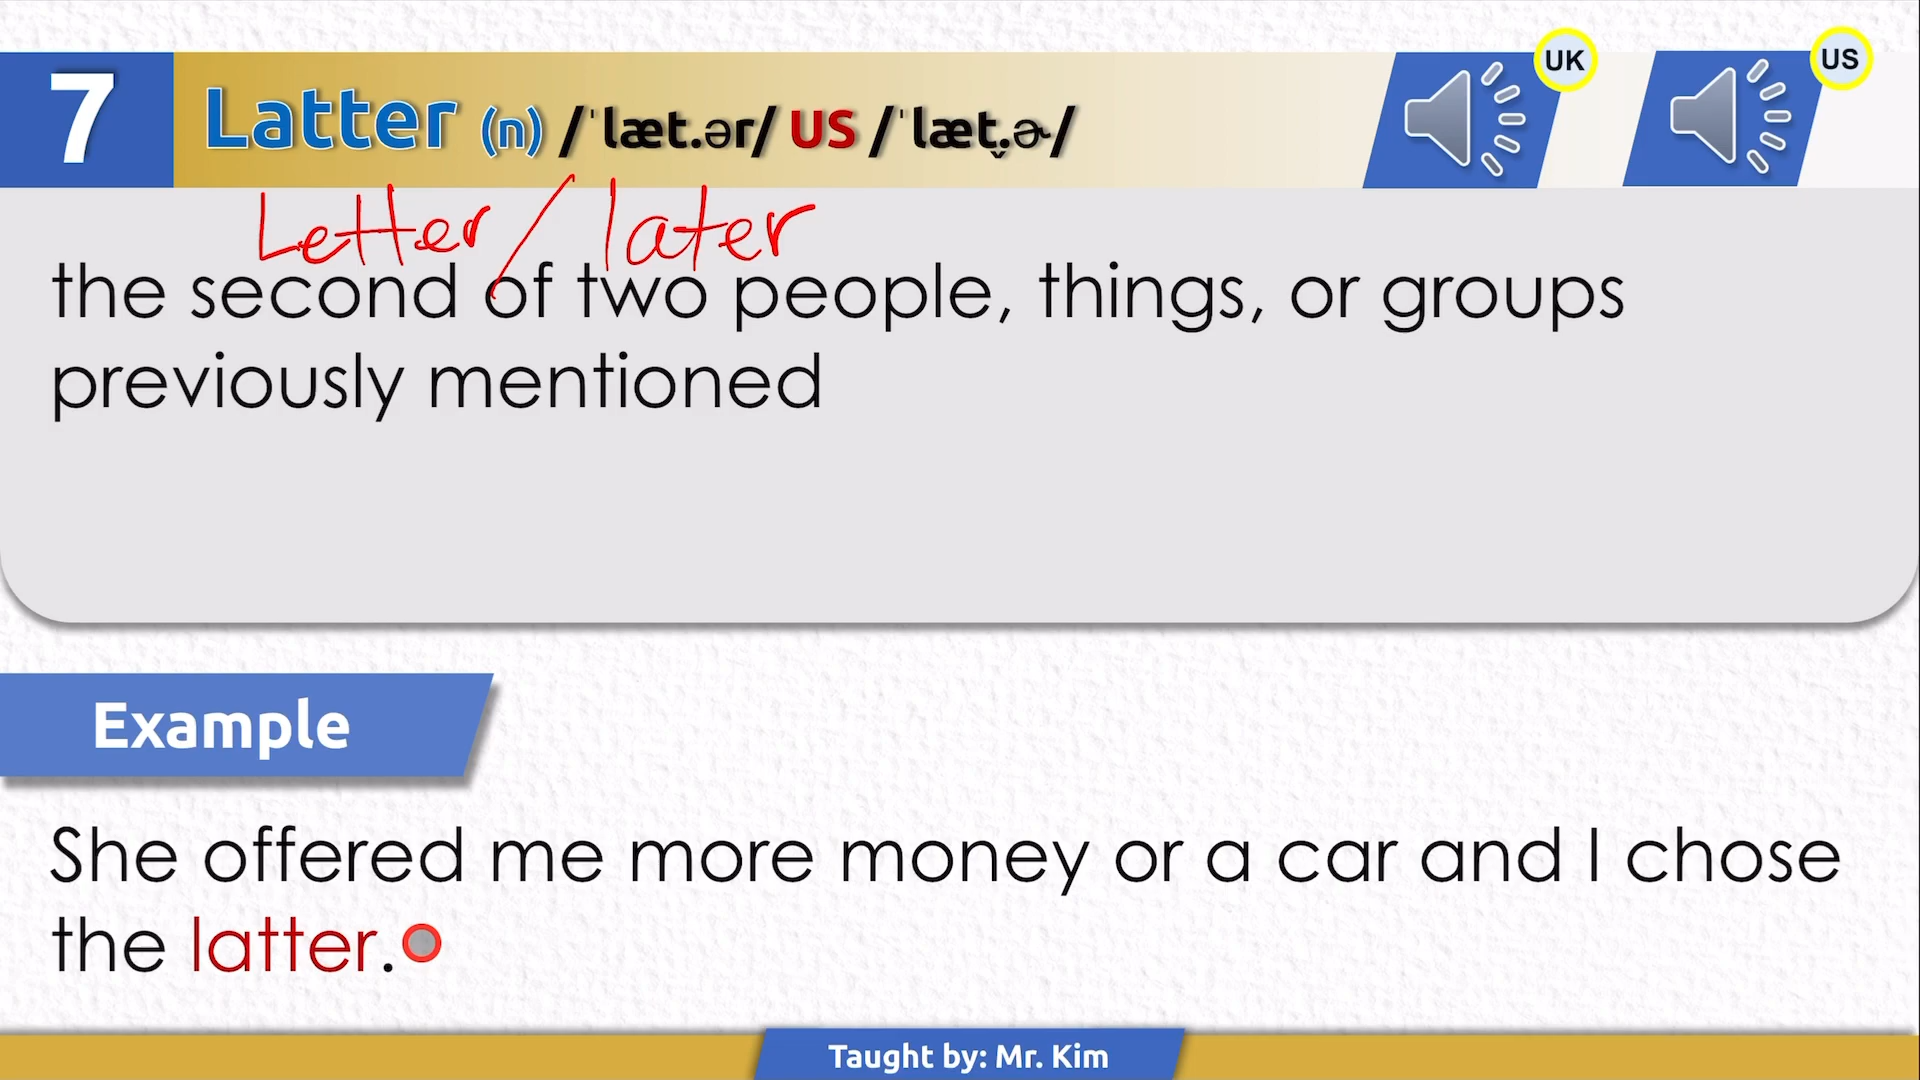 UK
US
7 Latter (n) /ˈlæt.ər/ US /ˈlæt̬.ɚ/
Letter / later
the second of two people, things, or groups
previously mentioned
Example
She offered me more money or a car and I chose
the latter.
Taught by: Mr. Kim